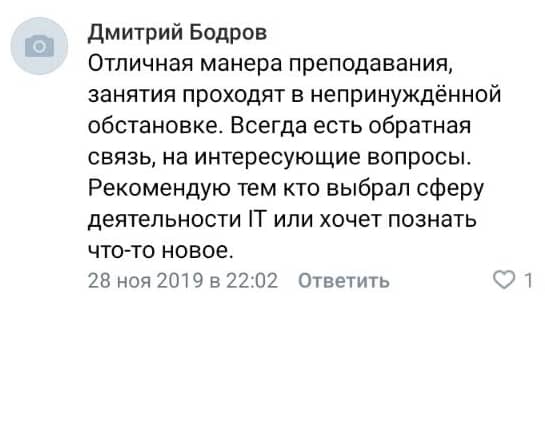 Дмитрий Бодров
Отличная манера преподавания,
занятия проходят в непринуждённой
обстановке. Всегда есть обратная
связь, на интересующие вопросы.
Рекомендую тем кто выбрал сферу
деятельности IT или хочет познать
что-то новое.
28 ноя 2019 в 22:02 Ответить 1